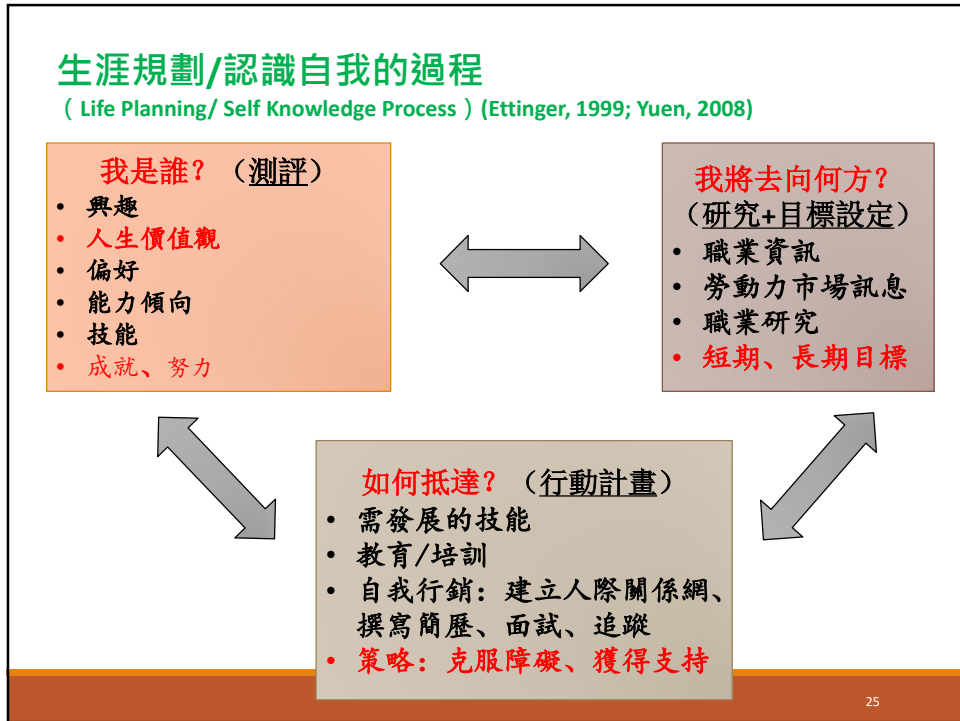 生涯規劃/認識自我的過程
（Life Planning/ Self Knowledge Process）(Ettinger, 1999; Yuen, 2008)
我是誰？（測評）
• 興趣
• 人生價值觀
• 偏好
• 能力傾向
• 技能
• 成就、努力
我將去向何方？
（研究+目標設定）
• 職業資訊
• 勞動力市場訊息
• 職業研究
• 短期、長期目標
如何抵達？（行動計畫）
• 需發展的技能
• 教育/培訓
• 自我行銷：建立人際關係網、
撰寫簡歷、面試、追蹤
• 策略：克服障礙、獲得支持
25